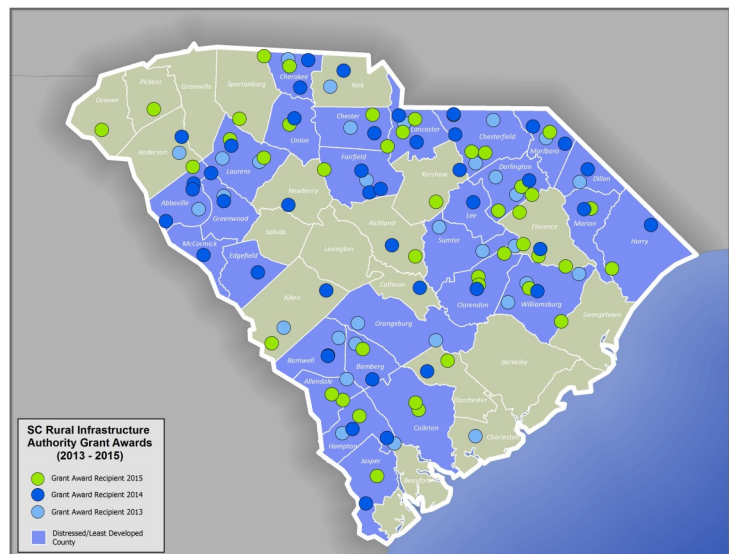 Cherokee
York
Pickens
Greenville
Spartanburg
Oconee
Chester
Lancaster
Chesterfield
Marlboro
Union
Anderson
Laurens
Fairfield
Kershaw
Darlington
Dillon
Newberry
Abbeville
Greenwood
Lee
Florence
Marion
Saluda
Richland
Sumter
Horry
McCormick
Lexington
Edgefield
Calhoun
Clarendon
Williamsburg
Aiken
Georgetown
Orangeburg
Barnwell
Bamberg
Berkeley
Allendale
Dorchester
Colleton
Charleston
Hampton
Jasper
Beaufort
SC Rural Infrastructure
Authority Grant Awards
(2013 - 2015)
Grant Award Recipient 2015
Grant Award Recipient 2014
Grant Award Recipient 2013
Distressed/Least Developed
County